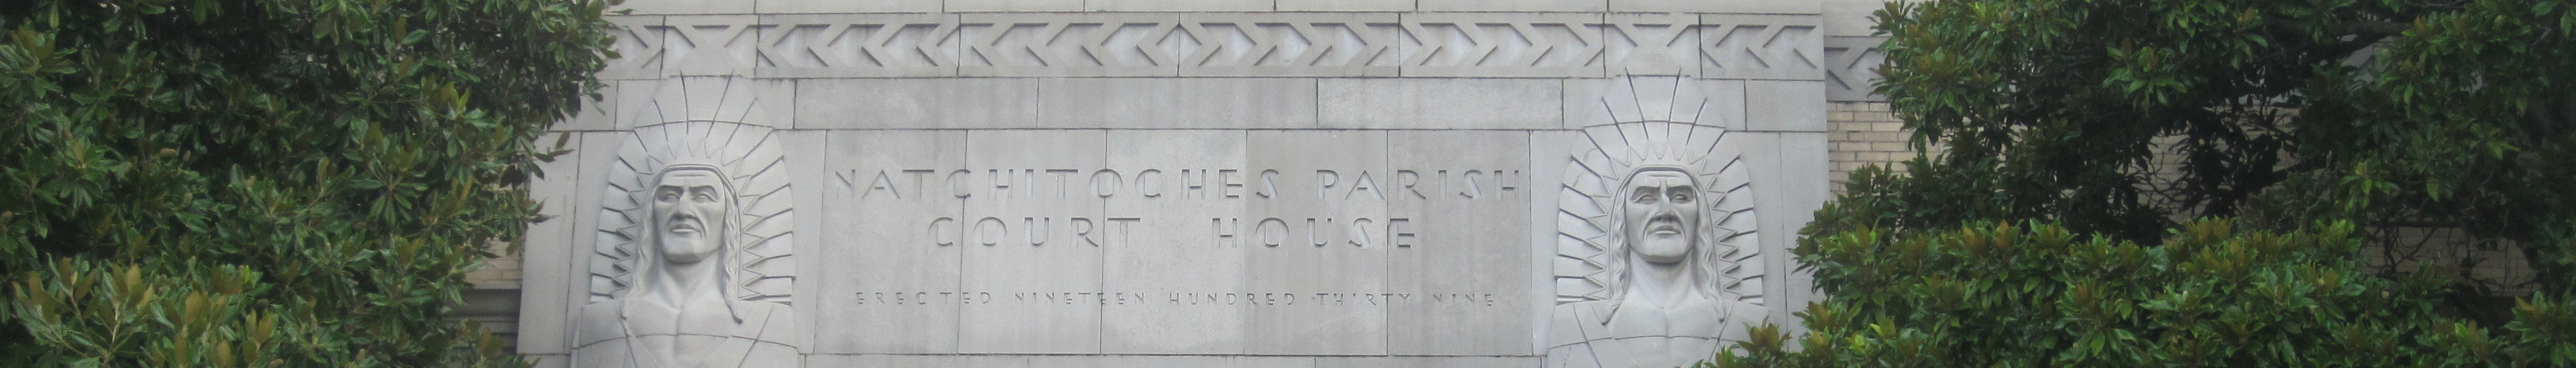 NATCHITOCHES PARISH
COURT HOUSE
ERECTED NINETEEN HUNDRED THIRTY NINE